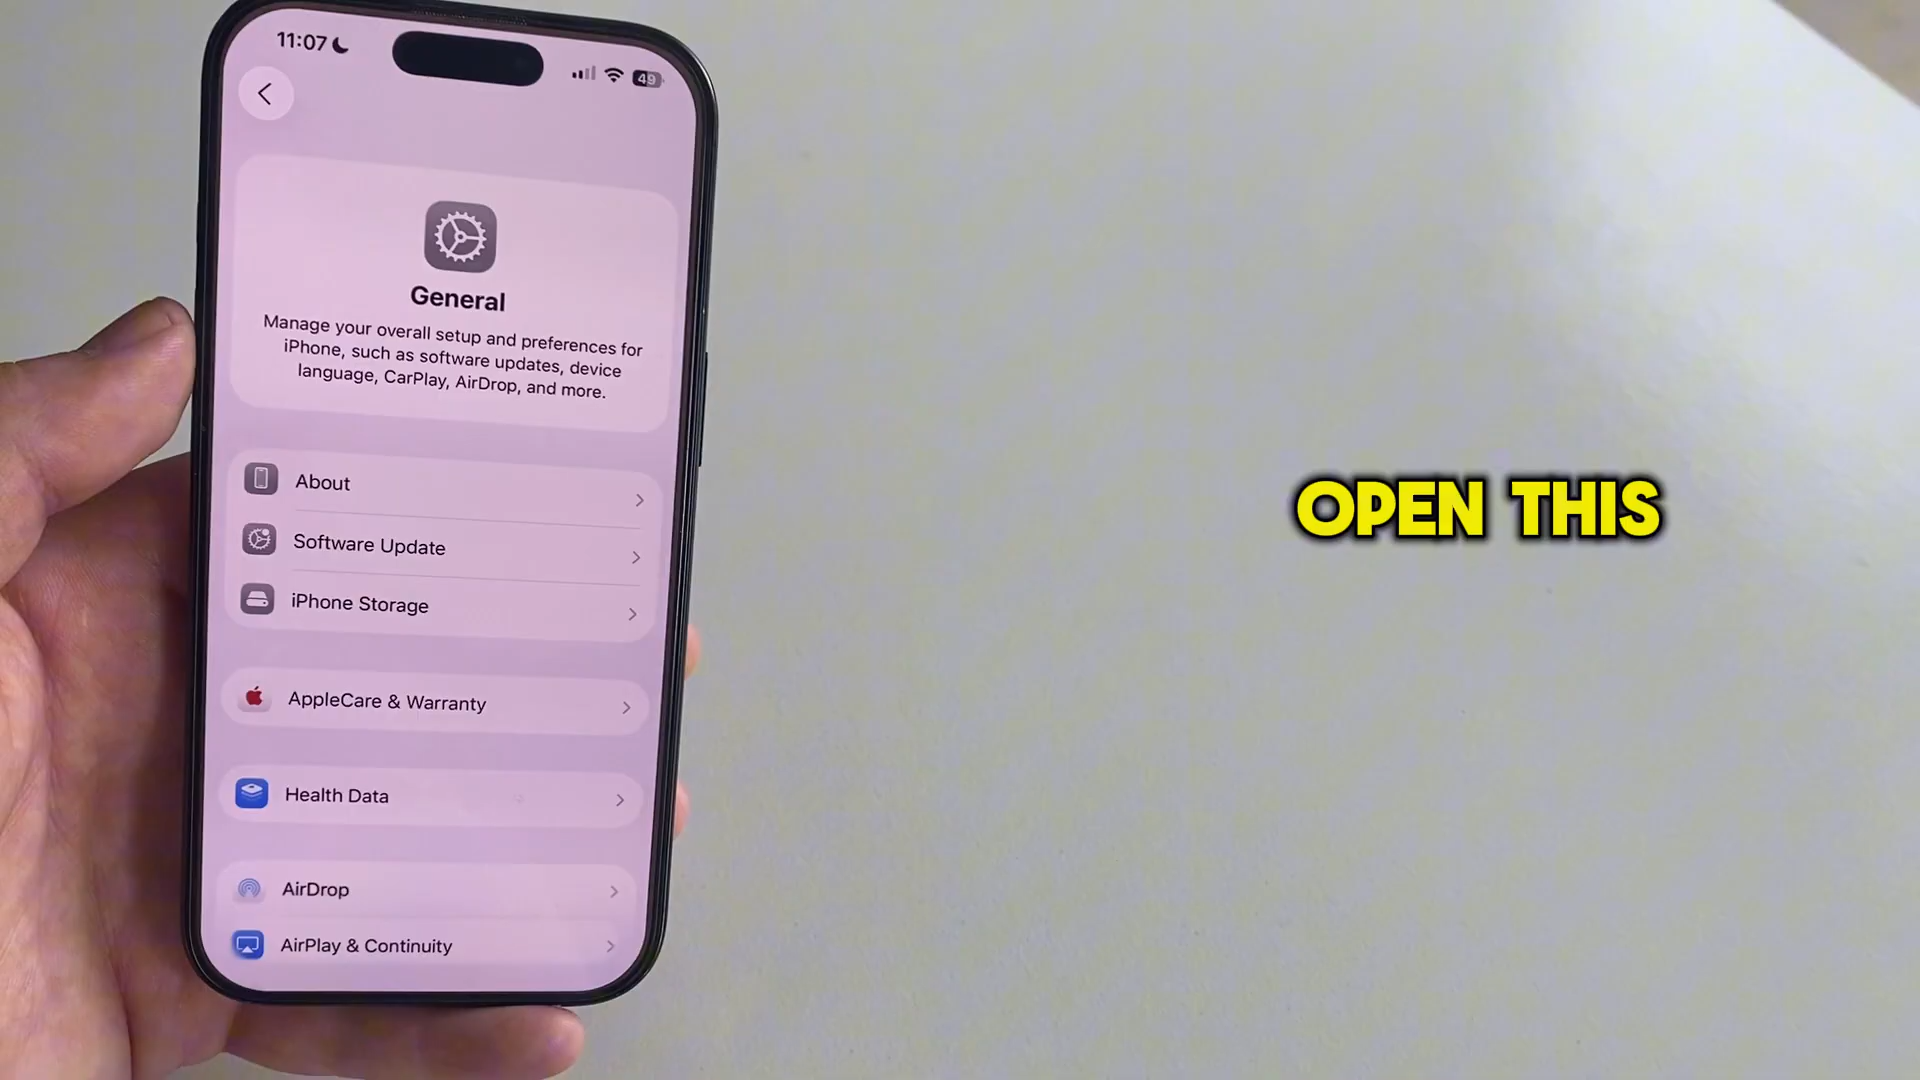 11:07
49
General
Manage your overall setup and preferences for
iPhone, such as software updates, device
language, CarPlay, AirDrop, and more.
About
Software Update
iPhone Storage
AppleCare & Warranty
Health Data
AirDrop
AirPlay & Continuity
OPEN THIS